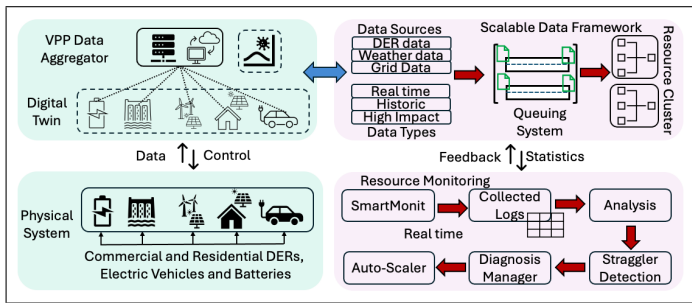 VPP Data
Aggregator
Digital
Twin
Data
Control
Physical
System
Commercial and Residential DERs,
Electric Vehicles and Batteries
Data Sources
DER data
Weather data
Grid Data
Real time
Historic
High Impact
Data Types
Scalable Data Framework
Queuing
System
Resource Cluster
Feedback
Statistics
Resource Monitoring
SmartMonit
Collected
Logs
Analysis
Real time
Auto-Scaler
Diagnosis
Manager
Straggler
Detection